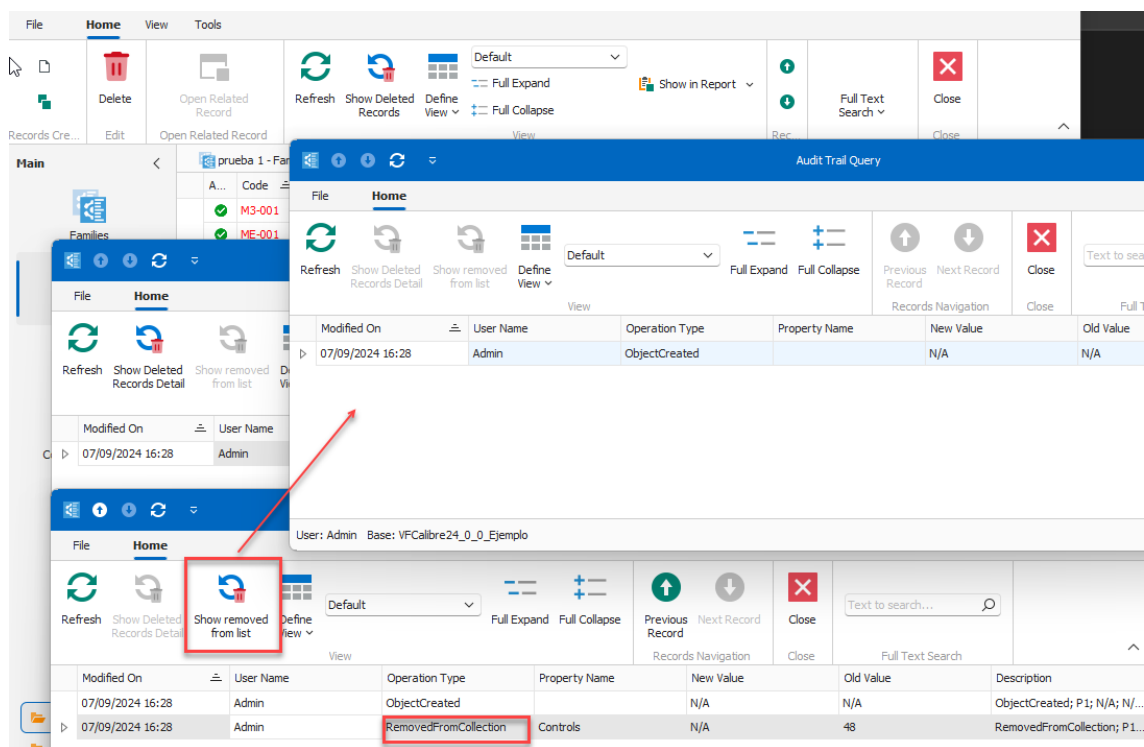 File Home View Tools
Default
Full Expand
Full Collapse
Show in Report
Delete
Open Related
Record
Refresh
Show Deleted
Records
Define
View
Full Text
Search
Close
Records Cre... Edit Open Related Record View Rec Close
Main
Families
prueba 1 - Far
A... Code
M3-001
ME-001
Audit Trail Query
File Home
Refresh
Show Deleted
Records Detail
Show removed
from list
Define
View
Default
Full Expand Full Collapse
Previous
Record
Next Record
Close
Text to sea
View Records Navigation Close Full T
Modified On User Name Operation Type Property Name New Value Old Value
07/09/2024 16:28 Admin ObjectCreated N/A N/A
User: Admin Base: VFCalibre24_0_0_Ejemplo
File Home
Refresh
Show Deleted
Records Detail
Show removed
from list
Modified On User Name
07/09/2024 16:28 Admin
File Home
Refresh
Show Deleted
Records Detail
Show removed
from list
Define
View
Default
Full Expand Full Collapse
Previous
Record
Next Record
Close
Text to search...
View Records Navigation Close Full Text Search
Modified On User Name Operation Type Property Name New Value Old Value Description
07/09/2024 16:28 Admin ObjectCreated N/A N/A ObjectCreated; P1; N/A; N/...
07/09/2024 16:28 Admin RemovedFromCollection Controls N/A 48 RemovedFromCollection; P1...